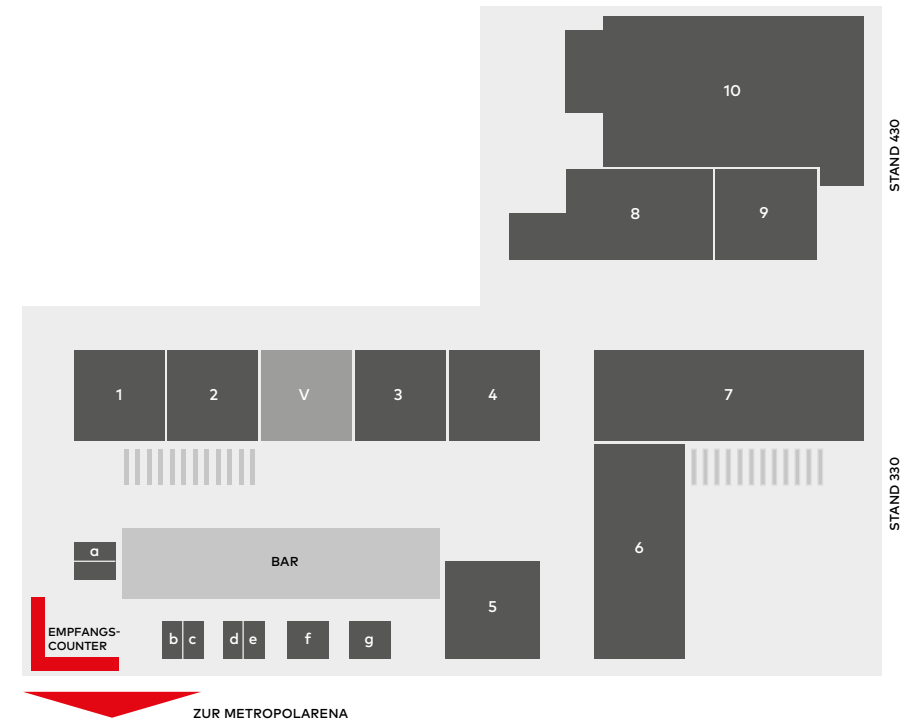 10
STAND 430
8
9
1
2
V
3
4
7
STAND 330
a
BAR
6
5
EMPFANGS-
COUNTER
b
c
d
e
f
g
ZUR METROPOLARENA